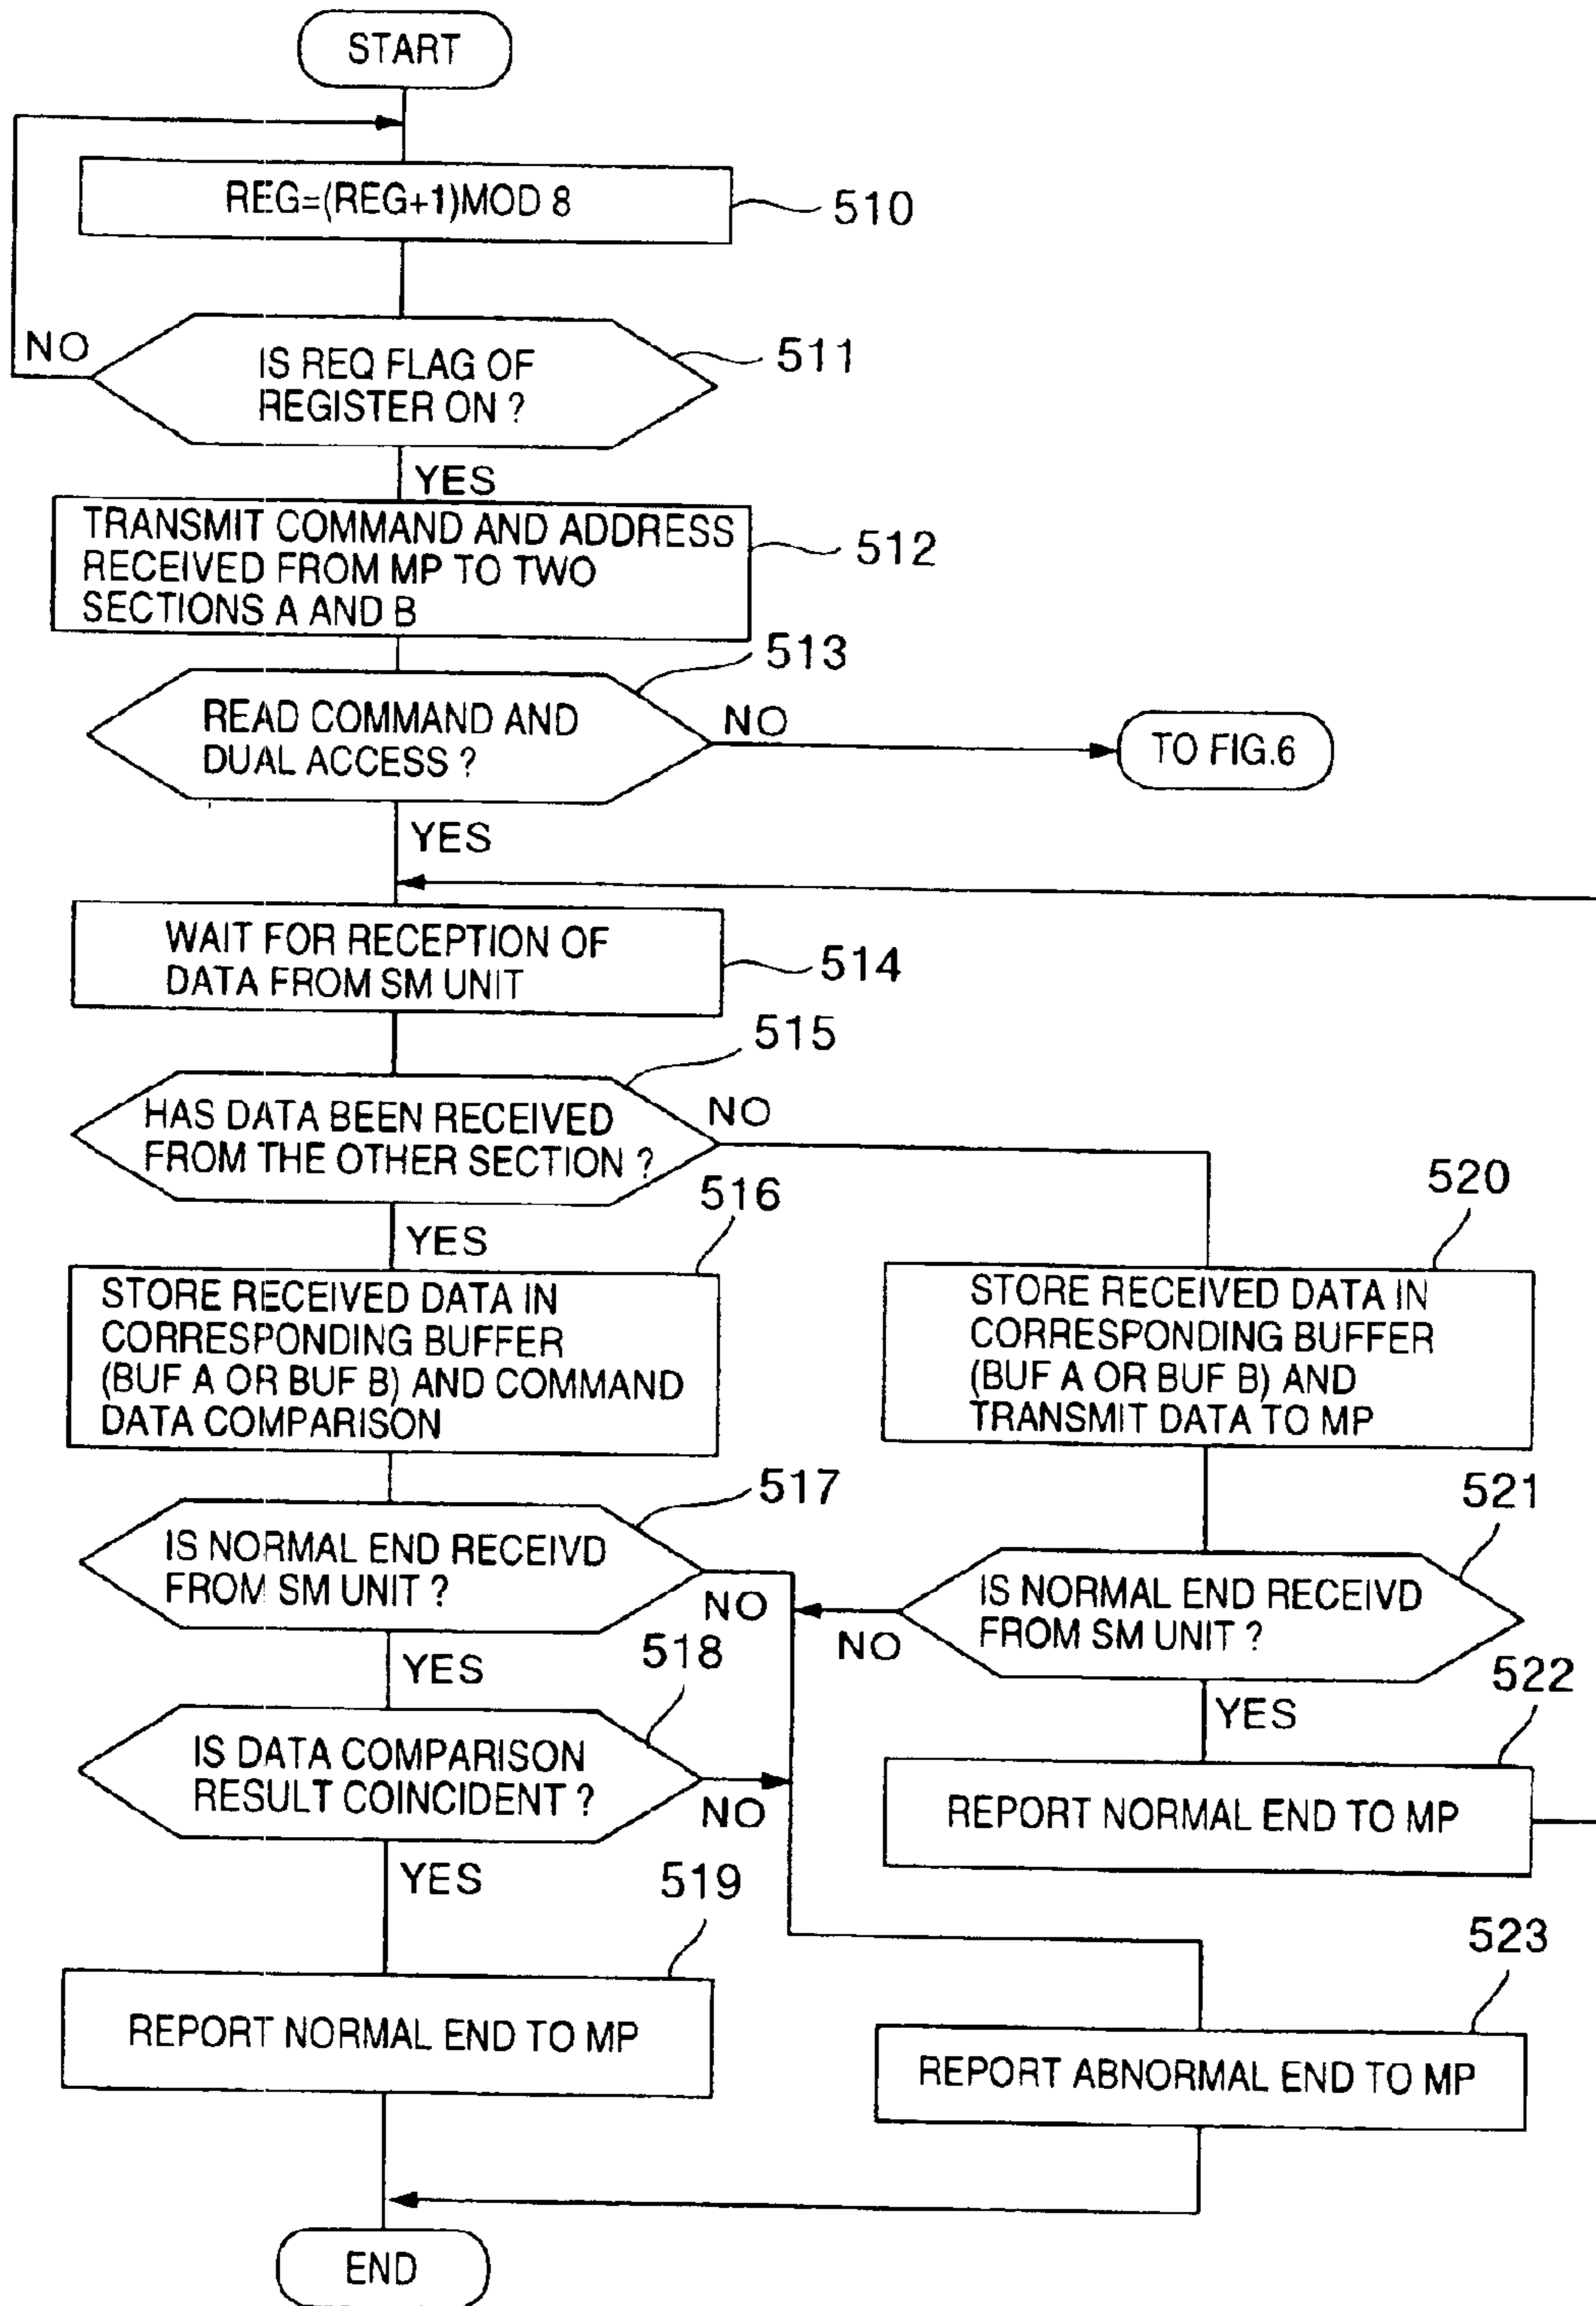 START
REG=(REG+1)MOD 8
510
IS REQ FLAG OF
REGISTER ON ?
511
NO
YES
TRANSMIT COMMAND AND ADDRESS
RECEIVED FROM MP TO TWO
SECTIONS A AND B
512
513
READ COMMAND AND
DUAL ACCESS ?
NO
TO FIG.6
YES
WAIT FOR RECEPTION OF
DATA FROM SM UNIT
514
515
HAS DATA BEEN RECEIVED
FROM THE OTHER SECTION ?
NO
YES
516
STORE RECEIVED DATA IN
CORRESPONDING BUFFER
(BUF A OR BUF B) AND COMMAND
DATA COMPARISON
520
STORE RECEIVED DATA IN
CORRESPONDING BUFFER
(BUF A OR BUF B) AND
TRANSMIT DATA TO MP
517
IS NORMAL END RECEIVD
FROM SM UNIT ?
NO
YES
521
IS NORMAL END RECEIVD
FROM SM UNIT ?
NO
YES
518
IS DATA COMPARISON
RESULT COINCIDENT ?
NO
YES
522
REPORT NORMAL END TO MP
519
REPORT NORMAL END TO MP
523
REPORT ABNORMAL END TO MP
END